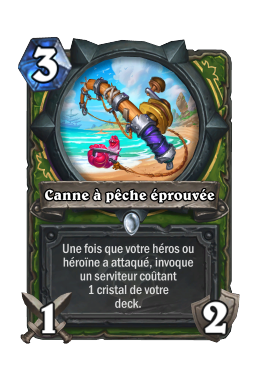 3
Canne à pêche éprouvée
Une fois que votre héros ou
héroïne a attaqué, invoque
un serviteur coûtant
1 cristal de votre
deck.
1
2